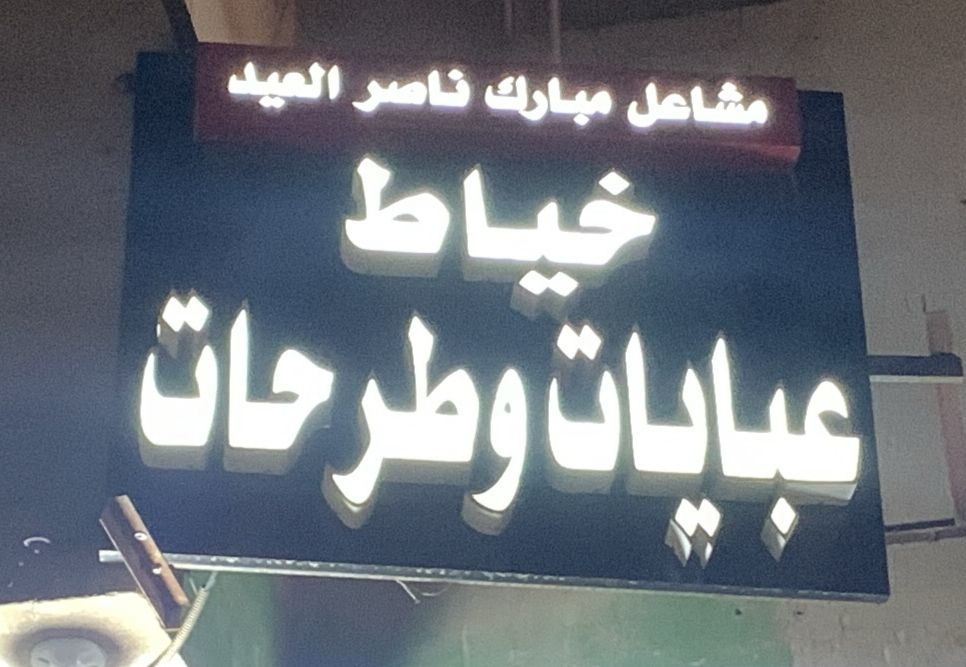 مشاعل مبارك ناصر العيد
خياط
عبايات وطرحات